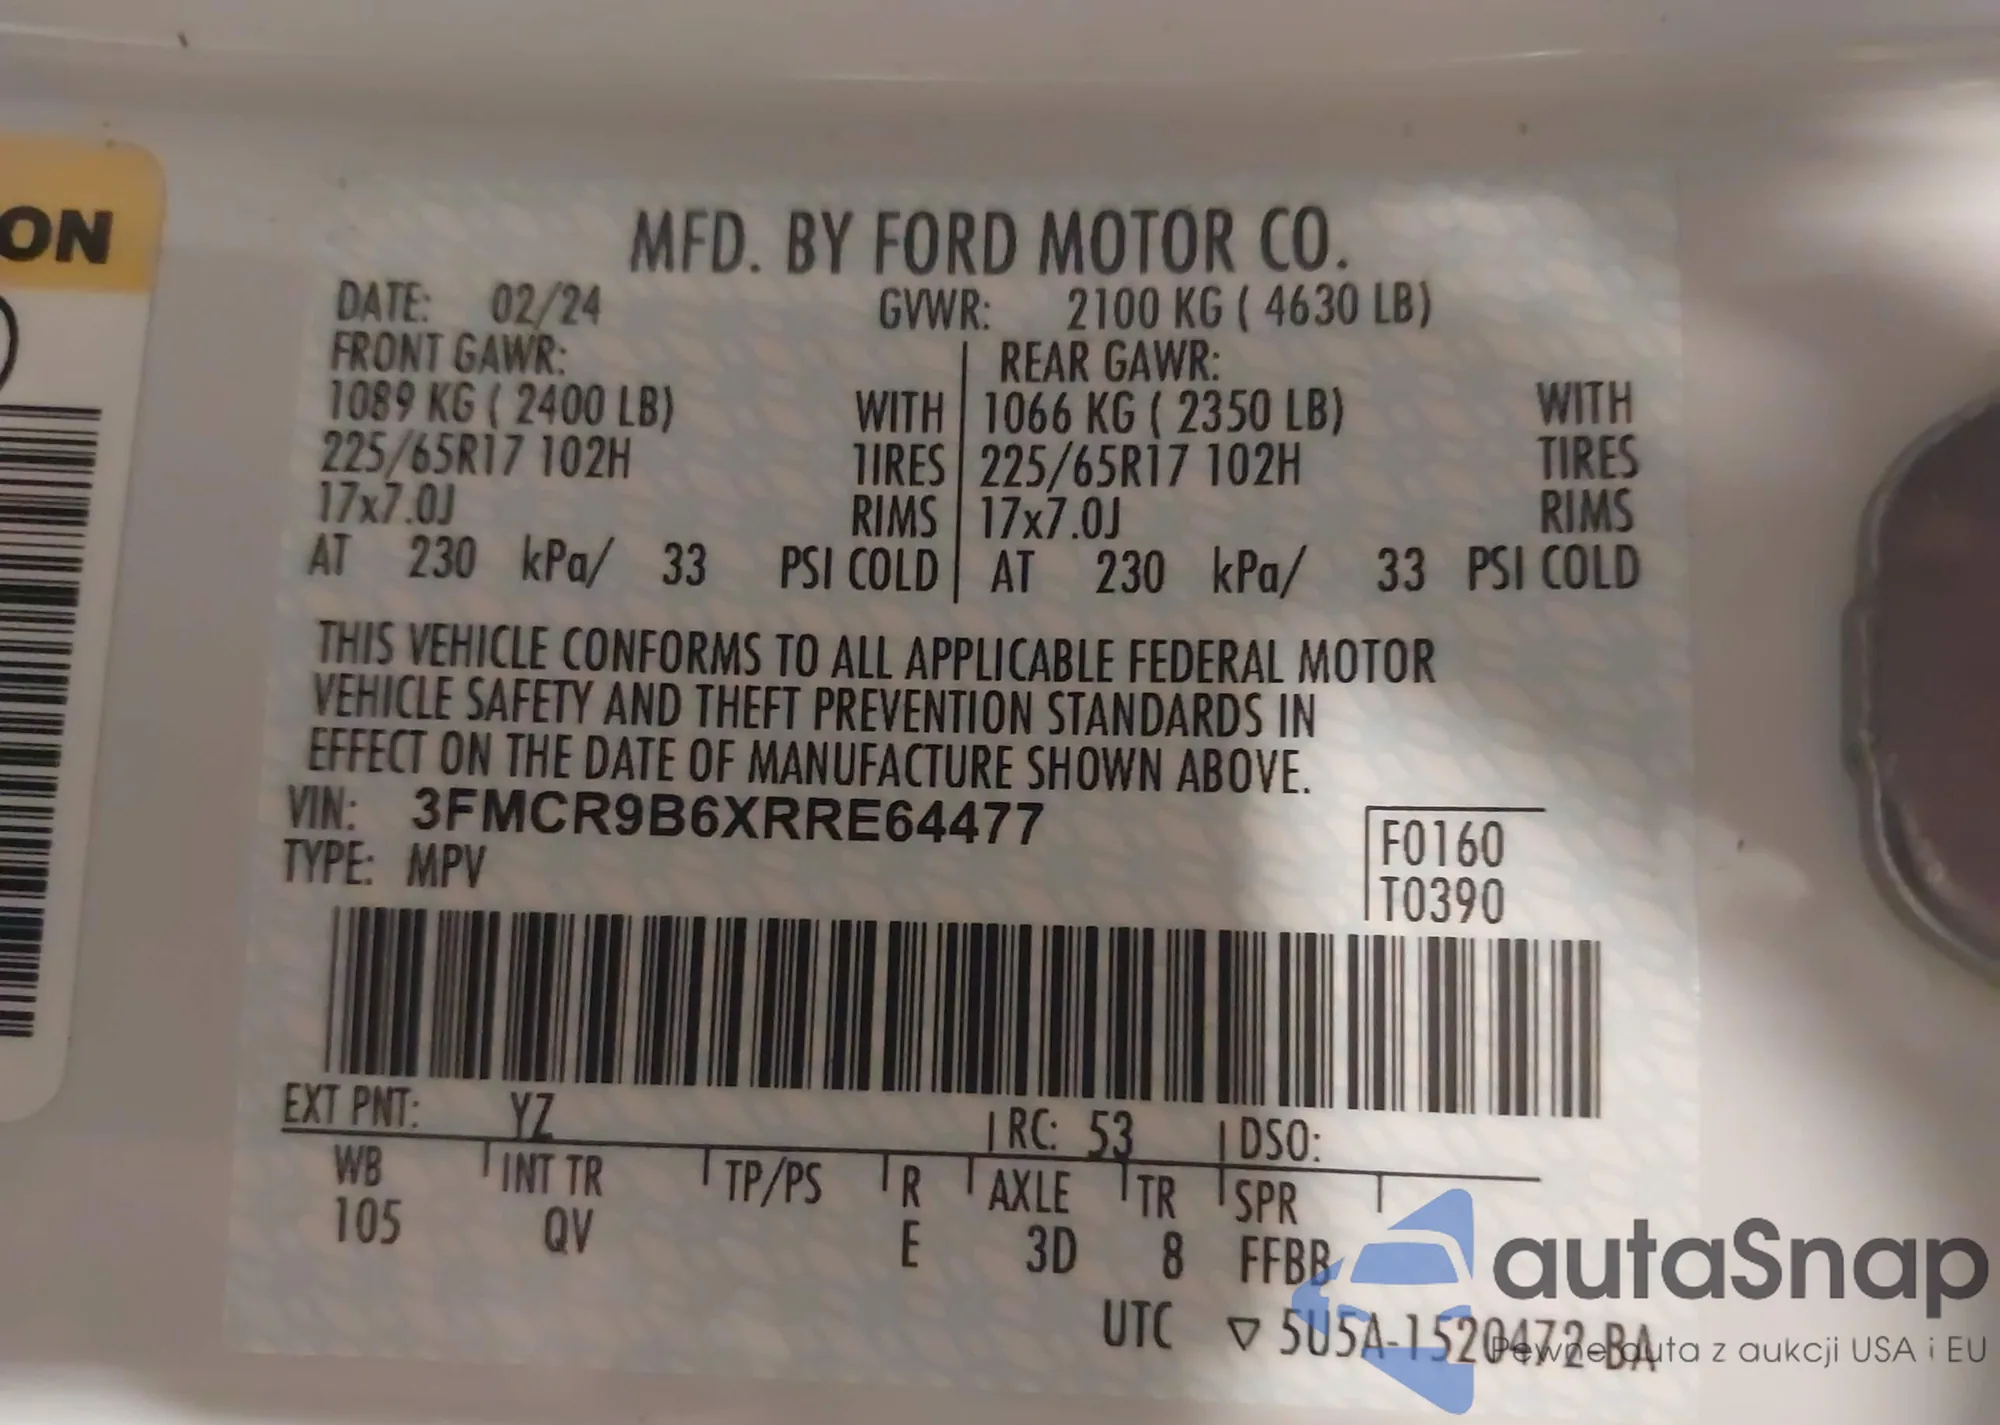 ON
MFD. BY FORD MOTOR CO.
DATE: 02/24 GVWR: 2100 KG ( 4630 LB)
FRONT GAWR: REAR GAWR:
1089 KG ( 2400 LB) WITH 1066 KG ( 2350 LB) WITH
225/65R17 102H TIRES 225/65R17 102H TIRES
17x7.0J RIMS 17x7.0J RIMS
AT 230 kPa/ 33 PSI COLD AT 230 kPa/ 33 PSI COLD
THIS VEHICLE CONFORMS TO ALL APPLICABLE FEDERAL MOTOR
VEHICLE SAFETY AND THEFT PREVENTION STANDARDS IN
EFFECT ON THE DATE OF MANUFACTURE SHOWN ABOVE.
VIN: 3FMCR9B6XRRE64477
TYPE: MPV
F0160
T0390
EXT PNT: YZ RC: 53 DSO:
WB INT TR TP/PS R AXLE TR SPR
105 QV E 3D 8 FFBB
UTC ▽ 5U5A-1520472-BA
autaSnap
Pewne auta z aukcji USA i EU